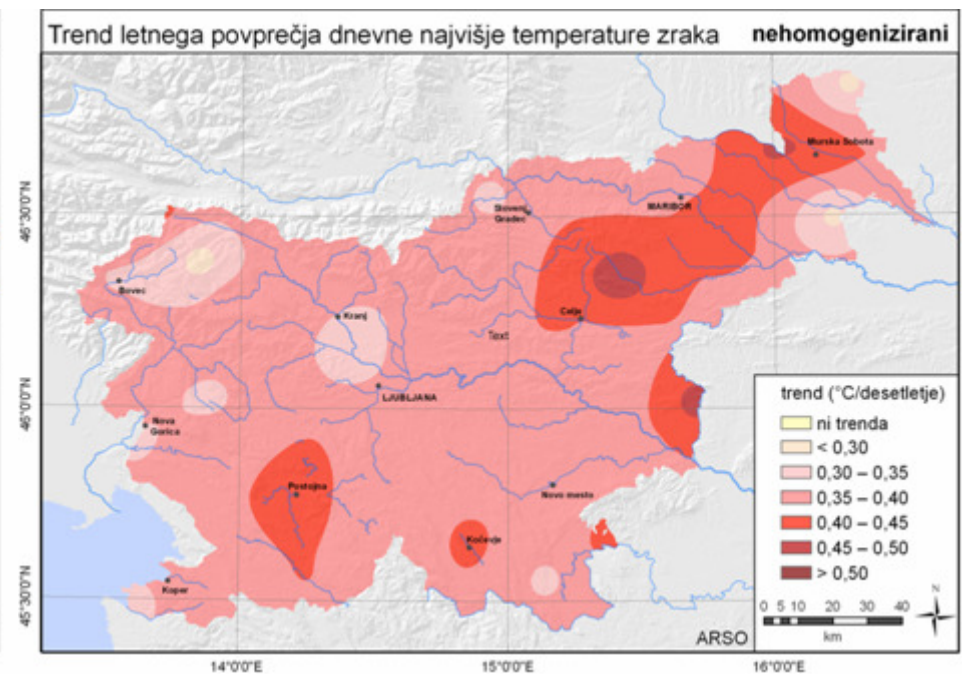 Trend letnega povprečja dnevne najvišje temperature zraka nehomogenizirani
46°30'0"N
46°0'0"N
45°30'0"N
Murska Sobota
Slovenj
Gradec
MARIBOR
Bovec
Kranj
Celje
Text
LJUBLJANA
Nova
Gorica
Postojna
Novo mesto
Kočevje
Koper
trend (°C/desetletje)
ni trenda
< 0,30
0,30 – 0,35
0,35 – 0,40
0,40 – 0,45
0,45 – 0,50
> 0,50
N
0 5 10 20 30 40
km
ARSO
14°0'0"E
15°0'0"E
16°0'0"E